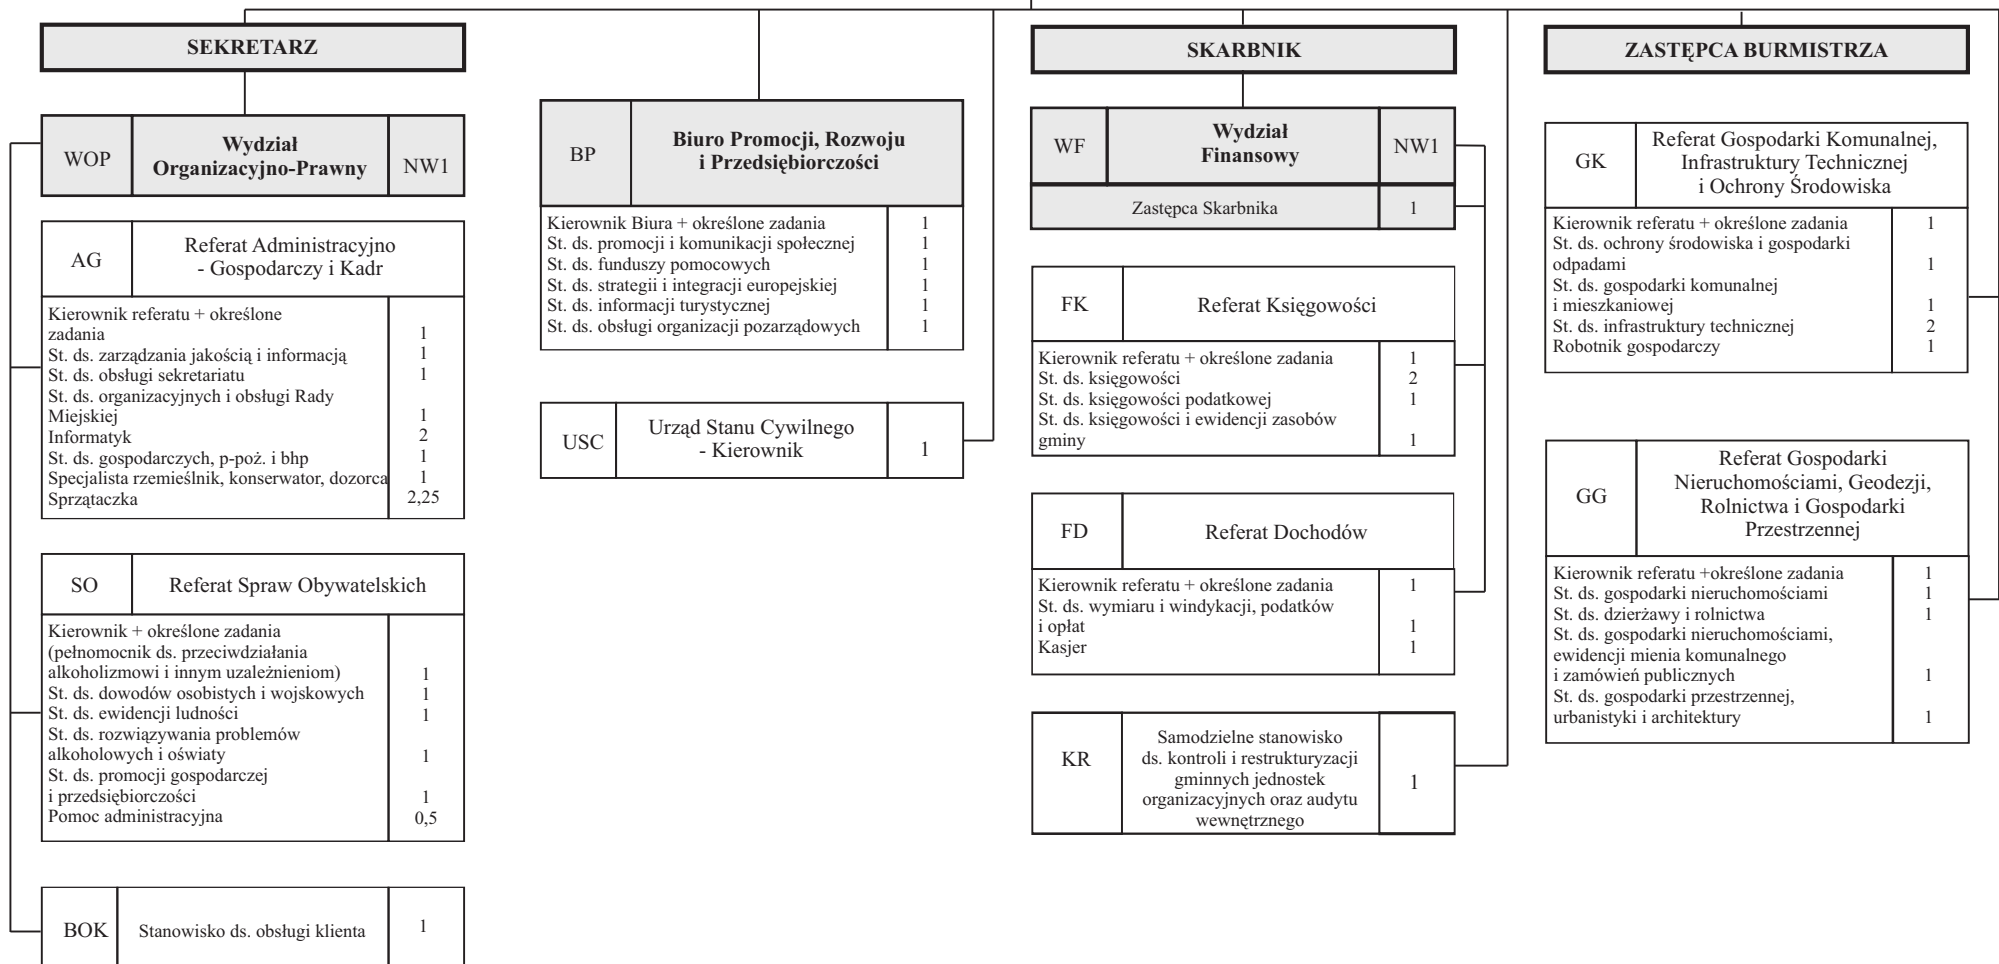 SEKRETARZ
WOP
Wydział
Organizacyjno-Prawny
NW1
AG
Referat Administracyjno
- Gospodarczy i Kadr
Kierownik referatu + określone
zadania 1
St. ds. zarządzania jakością i informacją 1
St. ds. obsługi sekretariatu 1
St. ds. organizacyjnych i obsługi Rady
Miejskiej 1
Informatyk 2
St. ds. gospodarczych, p-poż. i bhp 1
Specjalista rzemieślnik, konserwator, dozorca 1
Sprzątaczka 2,25
SO
Referat Spraw Obywatelskich
Kierownik + określone zadania
(pełnomocnik ds. przeciwdziałania
alkoholizmowi i innym uzależnieniom) 1
St. ds. dowodów osobistych i wojskowych 1
St. ds. ewidencji ludności 1
St. ds. rozwiązywania problemów
alkoholowych i oświaty 1
St. ds. promocji gospodarczej
i przedsiębiorczości 1
Pomoc administracyjna 0,5
BOK
Stanowisko ds. obsługi klienta
1
BP
Biuro Promocji, Rozwoju
i Przedsiębiorczości
Kierownik Biura + określone zadania 1
St. ds. promocji i komunikacji społecznej 1
St. ds. funduszy pomocowych 1
St. ds. strategii i integracji europejskiej 1
St. ds. informacji turystycznej 1
St. ds. obsługi organizacji pozarządowych 1
USC
Urząd Stanu Cywilnego
- Kierownik
1
SKARBNIK
WF
Wydział
Finansowy
NW1
Zastępca Skarbnika 1
FK
Referat Księgowości
Kierownik referatu + określone zadania 1
St. ds. księgowości 2
St. ds. księgowości podatkowej 1
St. ds. księgowości i ewidencji zasobów
gminy 1
FD
Referat Dochodów
Kierownik referatu + określone zadania 1
St. ds. wymiaru i windykacji, podatków
i opłat 1
Kasjer 1
KR
Samodzielne stanowisko
ds. kontroli i restrukturyzacji
gminnych jednostek
organizacyjnych oraz audytu
wewnętrznego
1
ZASTĘPCA BURMISTRZA
GK
Referat Gospodarki Komunalnej,
Infrastruktury Technicznej
i Ochrony Środowiska
Kierownik referatu + określone zadania 1
St. ds. ochrony środowiska i gospodarki
odpadami 1
St. ds. gospodarki komunalnej
i mieszkaniowej 1
St. ds. infrastruktury technicznej 2
Robotnik gospodarczy 1
GG
Referat Gospodarki
Nieruchomościami, Geodezji,
Rolnictwa i Gospodarki
Przestrzennej
Kierownik referatu +określone zadania 1
St. ds. gospodarki nieruchomościami 1
St. ds. dzierżawy i rolnictwa 1
St. ds. gospodarki nieruchomościami,
ewidencji mienia komunalnego
i zamówień publicznych 1
St. ds. gospodarki przestrzennej,
urbanistyki i architektury 1